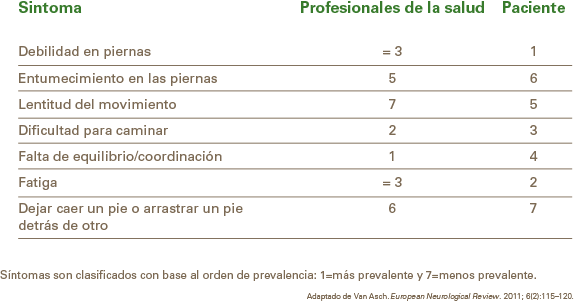 Sintoma Profesionales de la salud Paciente
Debilidad en piernas = 3 1
Entumecimiento en las piernas 5 6
Lentitud del movimiento 7 5
Dificultad para caminar 2 3
Falta de equilibrio/coordinación 1 4
Fatiga = 3 2
Dejar caer un pie o arrastrar un pie 6 7
detrás de otro
Síntomas son clasificados con base al orden de prevalencia: 1=más prevalente y 7=menos prevalente.
Adaptado de Van Asch. European Neurological Review. 2011; 6(2):115–120.